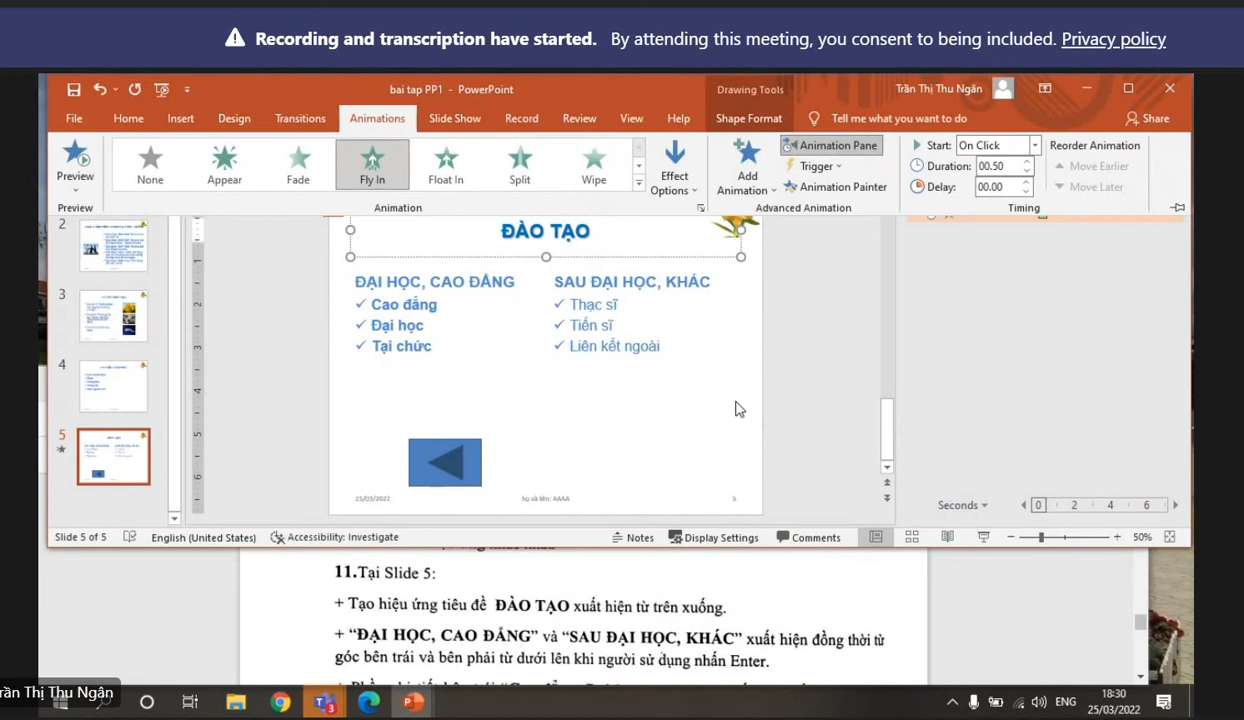 Recording and transcription have started. By attending this meeting, you consent to being included. Privacy policy
bai tap PP1 - PowerPoint
Drawing Tools
Trần Thị Thu Ngân
File Home Insert Design Transitions Animations Slide Show Record Review View Help Shape Format Tell me what you want to do Share
Preview
None Appear Fade Fly In Float In Split Wipe
Effect Options
Add Animation
Animation Pane
Trigger
Animation Painter
Start: On Click
Duration: 00.50
Delay: 00.00
Reorder Animation
Move Earlier
Move Later
Preview Animation Advanced Animation Timing
2
3
4
5
ĐÀO TẠO
ĐẠI HỌC, CAO ĐẲNG
Cao đẳng
Đại học
Tại chức
SAU ĐẠI HỌC, KHÁC
Thạc sĩ
Tiến sĩ
Liên kết ngoài
25/03/2022 họ và tên: AAAA 5
Seconds 0 2 4 6
Slide 5 of 5 English (United States) Accessibility: Investigate Notes Display Settings Comments 50%
11.Tại Slide 5:
+ Tạo hiệu ứng tiêu đề ĐÀO TẠO xuất hiện từ trên xuống.
+ “ĐẠI HỌC, CAO ĐẲNG” và “SAU ĐẠI HỌC, KHÁC” xuất hiện đồng thời từ
góc bên trái và bên phải từ dưới lên khi người sử dụng nhấn Enter.
rần Thị Thu Ngân
3
ENG
18:30
25/03/2022